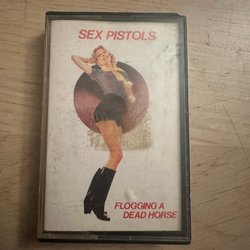 SEX PISTOLS
FLOGGING A
DEAD HORSE